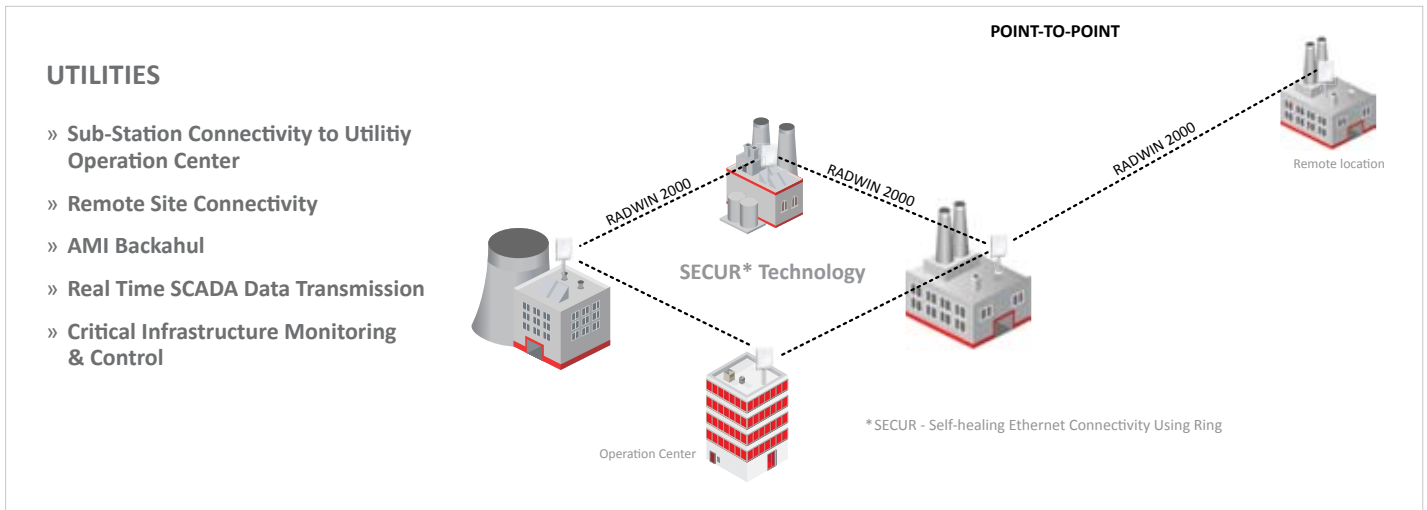 POINT-TO-POINT
UTILITIES
» Sub-Station Connectivity to Utilitiy
Operation Center
» Remote Site Connectivity
» AMI Backahul
» Real Time SCADA Data Transmission
» Critical Infrastructure Monitoring
& Control
RADWIN 2000
RADWIN 2000
RADWIN 2000
Remote location
SECUR* Technology
Operation Center
*SECUR - Self-healing Ethernet Connectivity Using Ring